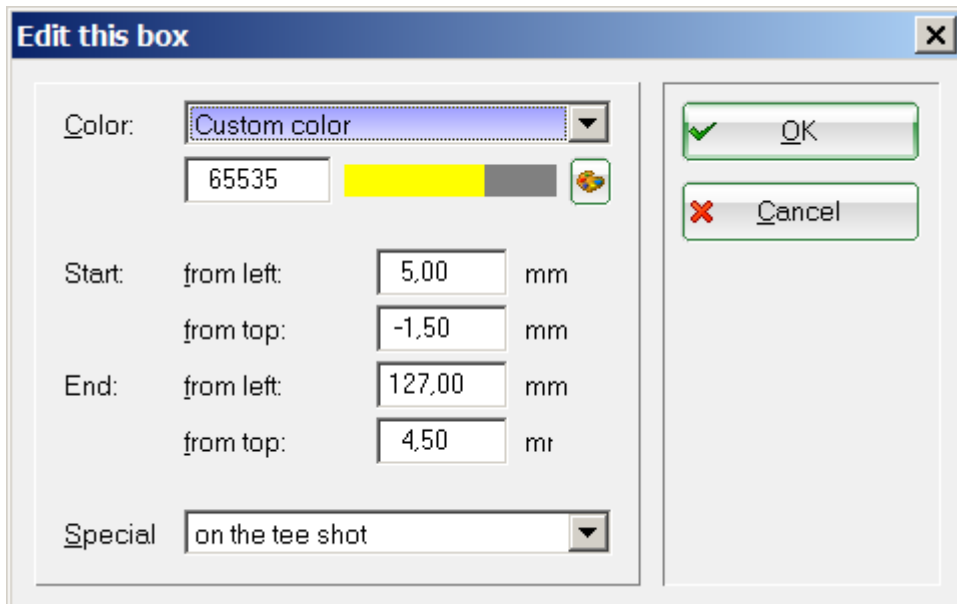 Edit this box
Color: Custom color
65535
OK
Cancel
Start: from left: 5,00 mm
from top: -1,50 mm
End: from left: 127,00 mm
from top: 4,50 mr
Special on the tee shot